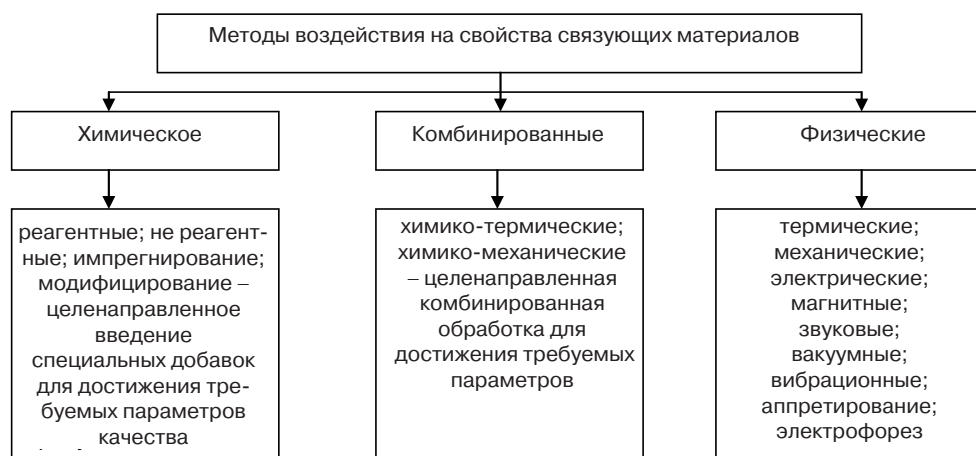 Методы воздействия на свойства связующих материалов
Химическое
Комбинированные
Физические
реагентные; не реагент-
ные; импрегнирование;
модифицирование –
целенаправленное
введение
специальных добавок
для достижения тре-
буемых параметров
качества
химико-термические;
химико-механические
– целенаправленная
комбинированная
обработка для
достижения требуемых
параметров
термические;
механические;
электрические;
магнитные;
звуковые;
вакуумные;
вибрационные;
аппретирование;
электрофорез